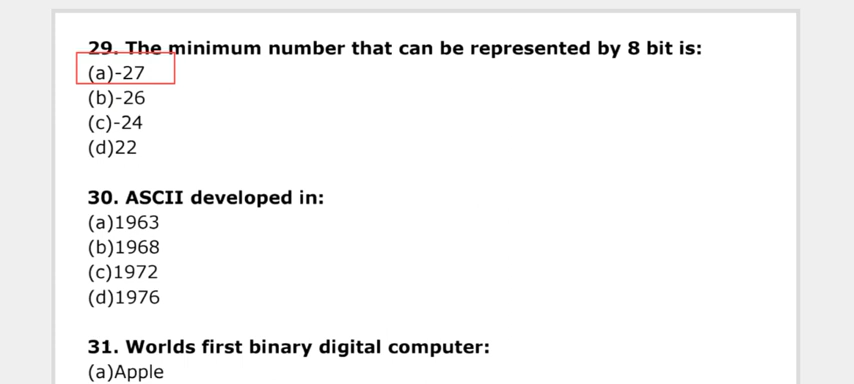 29. The minimum number that can be represented by 8 bit is:
(a)-27
(b)-26
(c)-24
(d)22
30. ASCII developed in:
(a)1963
(b)1968
(c)1972
(d)1976
31. Worlds first binary digital computer:
(a)Apple